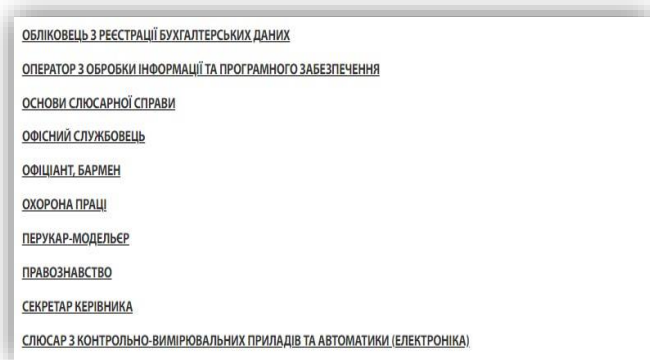 ОБЛІКОВЕЦЬ З РЕЄСТРАЦІЇ БУХГАЛТЕРСЬКИХ ДАНИХ
ОПЕРАТОР З ОБРОБКИ ІНФОРМАЦІЇ ТА ПРОГРАМНОГО ЗАБЕЗПЕЧЕННЯ
ОСНОВИ СЛЮСАРНОЇ СПРАВИ
ОФІСНИЙ СЛУЖБОВЕЦЬ
ОФІЦІАНТ, БАРМЕН
ОХОРОНА ПРАЦІ
ПЕРУКАР-МОДЕЛЬЄР
ПРАВОЗНАВСТВО
СЕКРЕТАР КЕРІВНИКА
СЛЮСАР З КОНТРОЛЬНО-ВИМІРЮВАЛЬНИХ ПРИЛАДІВ ТА АВТОМАТИКИ (ЕЛЕКТРОНІКА)